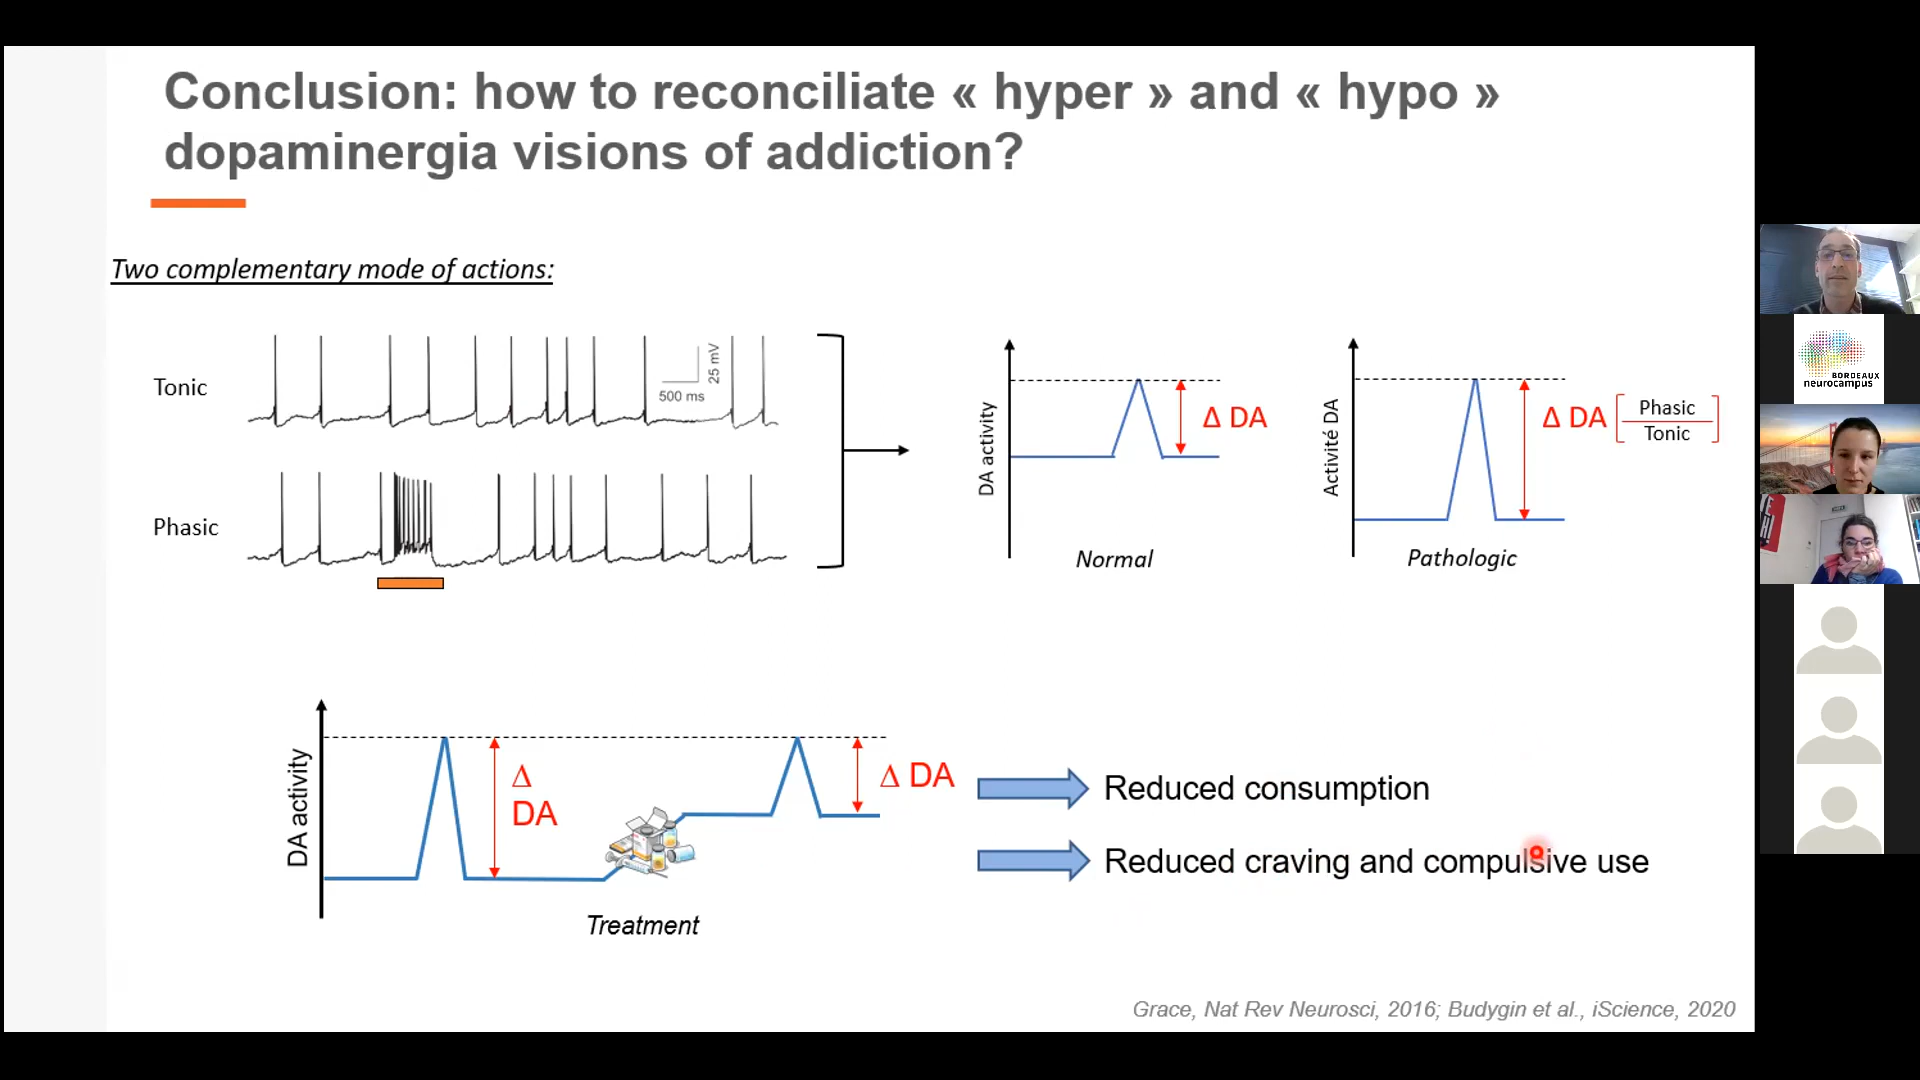 Conclusion: how to reconciliate « hyper » and « hypo »
dopaminergia visions of addiction?
Two complementary mode of actions:
Tonic
25 mV
500 ms
Phasic
DA activity
Δ DA
Normal
Activité DA
Δ DA
Phasic
Tonic
Pathologic
DA activity
Δ
DA
Δ DA
Treatment
Reduced consumption
Reduced craving and compulsive use
Grace, Nat Rev Neurosci, 2016; Budygin et al., iScience, 2020
BORDEAUX
neurocampus